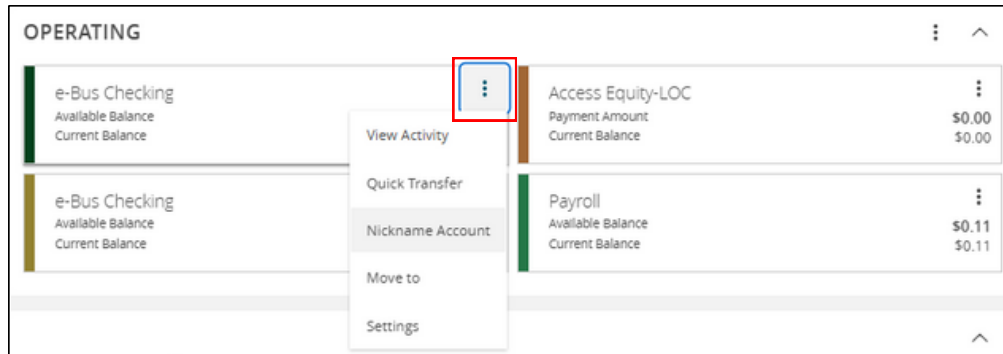 OPERATING
e-Bus Checking
Available Balance
Current Balance
View Activity
Quick Transfer
Nickname Account
Move to
Settings
Access Equity-LOC
Payment Amount $0.00
Current Balance $0.00
e-Bus Checking
Available Balance
Current Balance
Payroll
Available Balance $0.11
Current Balance $0.11